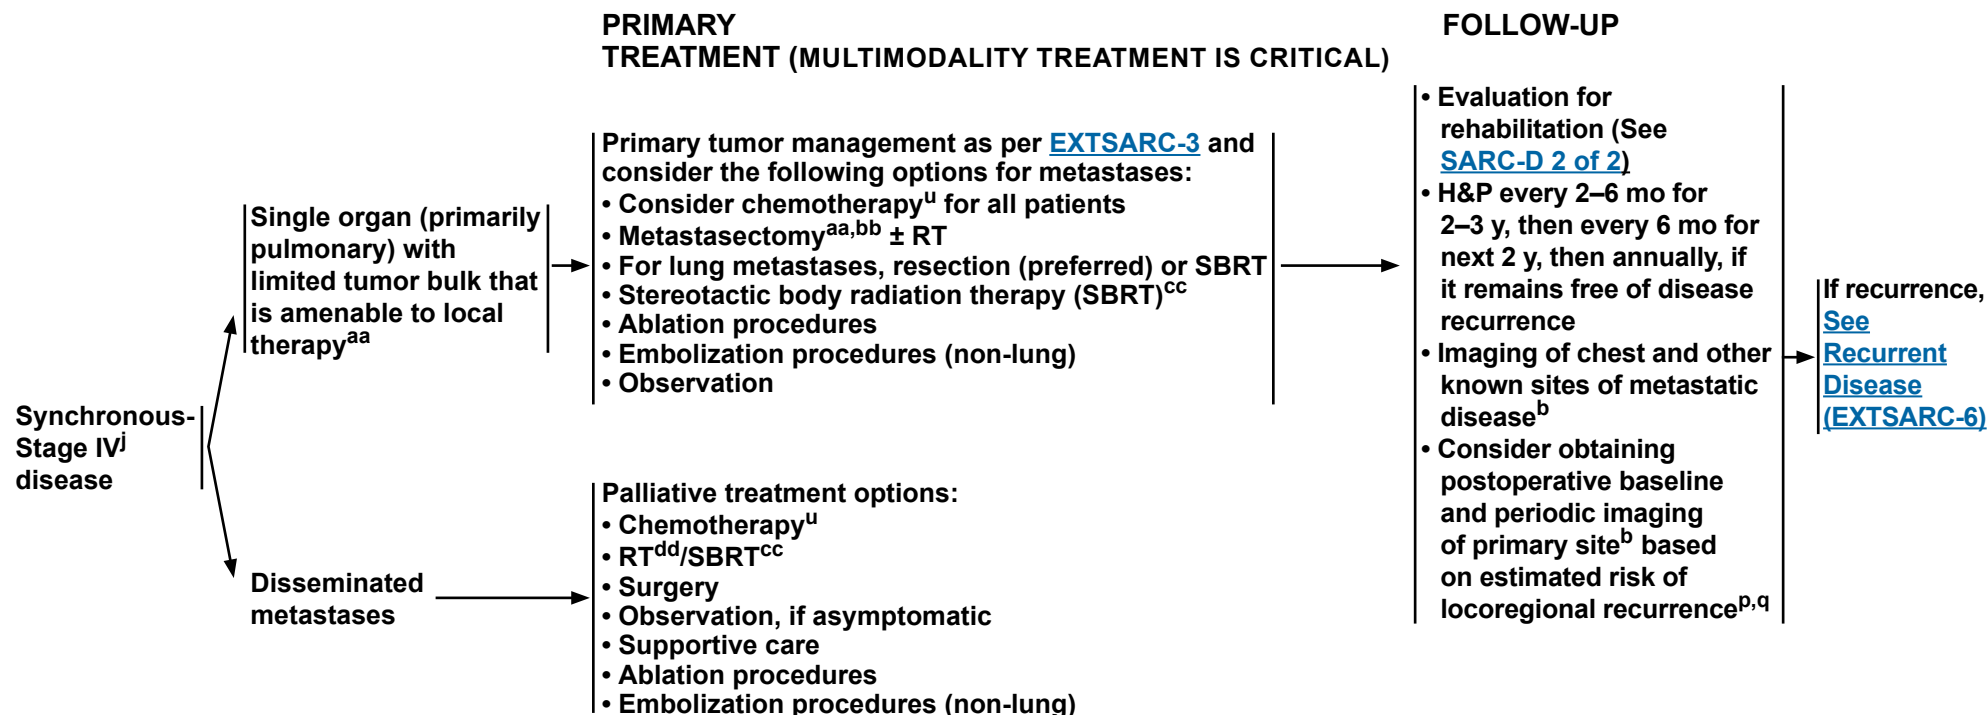 PRIMARY
TREATMENT (MULTIMODALITY TREATMENT IS CRITICAL)
FOLLOW-UP
Synchronous-
Stage IVj
disease
Single organ (primarily
pulmonary) with
limited tumor bulk that
is amenable to local
therapyaa
Primary tumor management as per EXTSARC-3 and
consider the following options for metastases:
• Consider chemotherapyu for all patients
• Metastasectomyaa,bb ± RT
• For lung metastases, resection (preferred) or SBRT
• Stereotactic body radiation therapy (SBRT)cc
• Ablation procedures
• Embolization procedures (non-lung)
• Observation
Disseminated
metastases
Palliative treatment options:
• Chemotherapyu
• RTdd/SBRTcc
• Surgery
• Observation, if asymptomatic
• Supportive care
• Ablation procedures
• Embolization procedures (non-lung)
• Evaluation for
rehabilitation (See
SARC-D 2 of 2)
• H&P every 2–6 mo for
2–3 y, then every 6 mo for
next 2 y, then annually, if
it remains free of disease
recurrence
• Imaging of chest and other
known sites of metastatic
diseaseb
• Consider obtaining
postoperative baseline
and periodic imaging
of primary siteb based
on estimated risk of
locoregional recurrencep,q
If recurrence,
See
Recurrent
Disease
(EXTSARC-6)